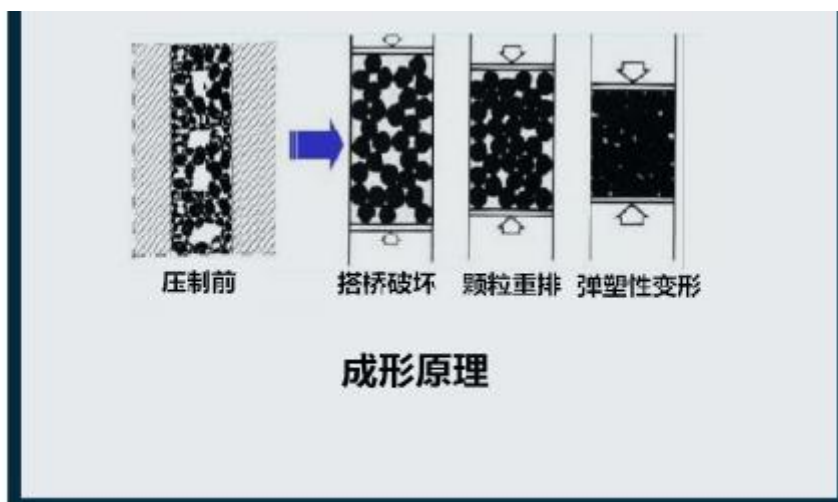 压制前
搭桥破坏
颗粒重排
弹塑性变形
成形原理